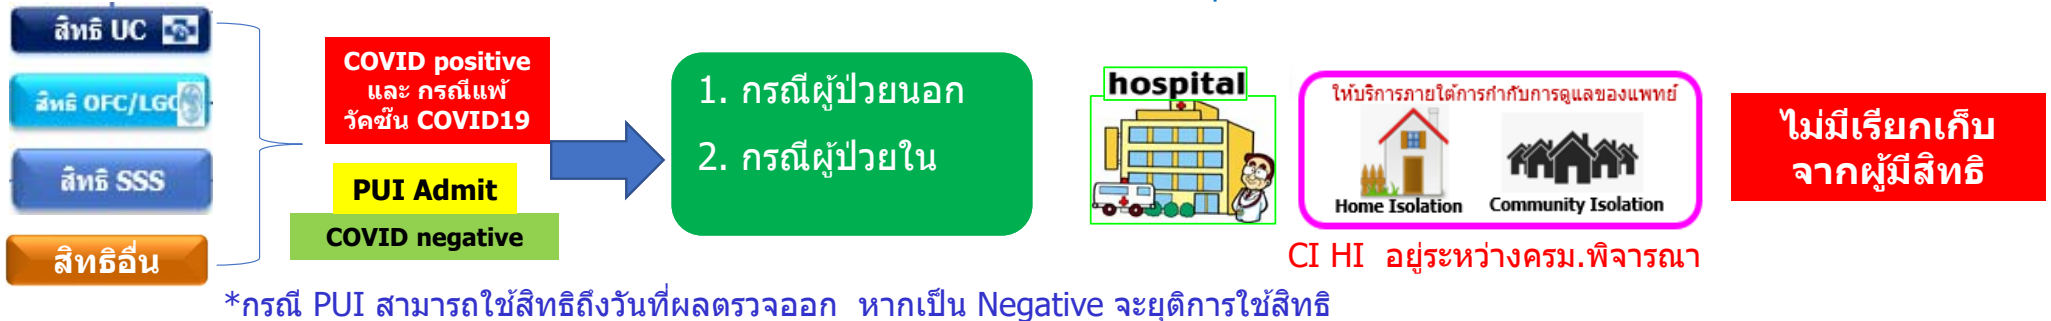 สิทธิ UC
สิทธิ OFC/LGO
สิทธิ SSS
สิทธิอื่น
COVID positive
และ กรณีแพ้
วัคซีน COVID19
PUI Admit
COVID negative
1. กรณีผู้ป่วยนอก
2. กรณีผู้ป่วยใน
hospital
ให้บริการภายใต้การกำกับการดูแลของแพทย์
Home Isolation
Community Isolation
CI HI อยู่ระหว่างครม.พิจารณา
ไม่มีเรียกเก็บ
จากผู้มีสิทธิ
*กรณี PUI สามารถใช้สิทธิถึงวันที่ผลตรวจออก หากเป็น Negative จะยุติการใช้สิทธิ